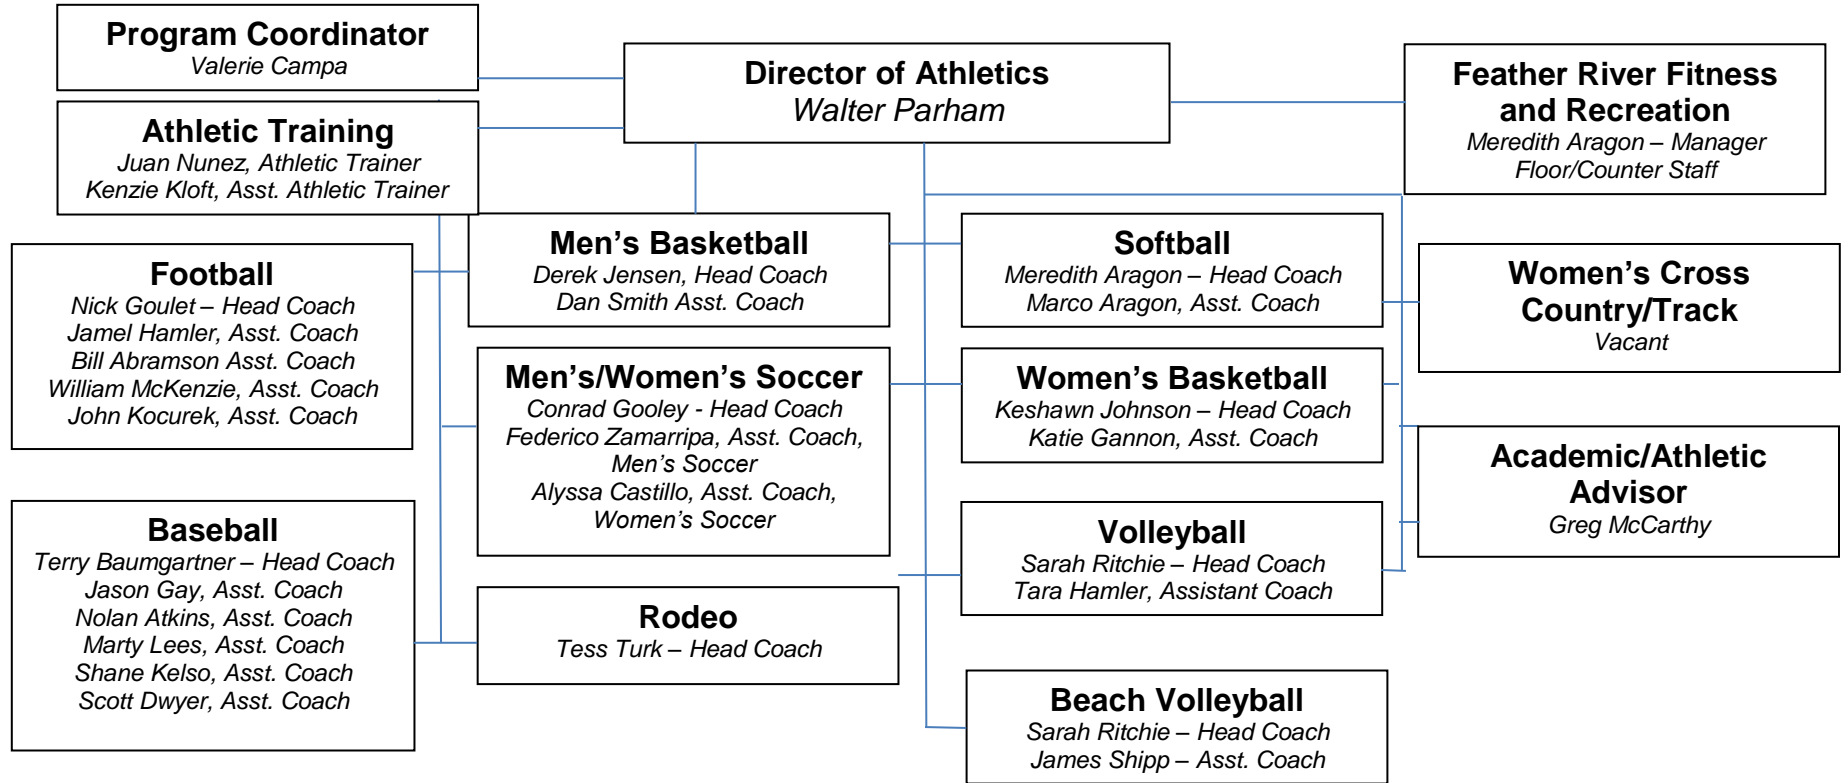 Program Coordinator
Valerie Campa
Director of Athletics
Walter Parham
Feather River Fitness
and Recreation
Meredith Aragon – Manager
Floor/Counter Staff
Athletic Training
Juan Nunez, Athletic Trainer
Kenzie Kloft, Asst. Athletic Trainer
Football
Nick Goulet – Head Coach
Jamel Hamler, Asst. Coach
Bill Abramson Asst. Coach
William McKenzie, Asst. Coach
John Kocurek, Asst. Coach
Men’s Basketball
Derek Jensen, Head Coach
Dan Smith Asst. Coach
Softball
Meredith Aragon – Head Coach
Marco Aragon, Asst. Coach
Women’s Cross
Country/Track
Vacant
Men’s/Women’s Soccer
Conrad Gooley - Head Coach
Federico Zamarripa, Asst. Coach,
Men’s Soccer
Alyssa Castillo, Asst. Coach,
Women’s Soccer
Women’s Basketball
Keshawn Johnson – Head Coach
Katie Gannon, Asst. Coach
Academic/Athletic
Advisor
Greg McCarthy
Baseball
Terry Baumgartner – Head Coach
Jason Gay, Asst. Coach
Nolan Atkins, Asst. Coach
Marty Lees, Asst. Coach
Shane Kelso, Asst. Coach
Scott Dwyer, Asst. Coach
Rodeo
Tess Turk – Head Coach
Volleyball
Sarah Ritchie – Head Coach
Tara Hamler, Assistant Coach
Beach Volleyball
Sarah Ritchie – Head Coach
James Shipp – Asst. Coach